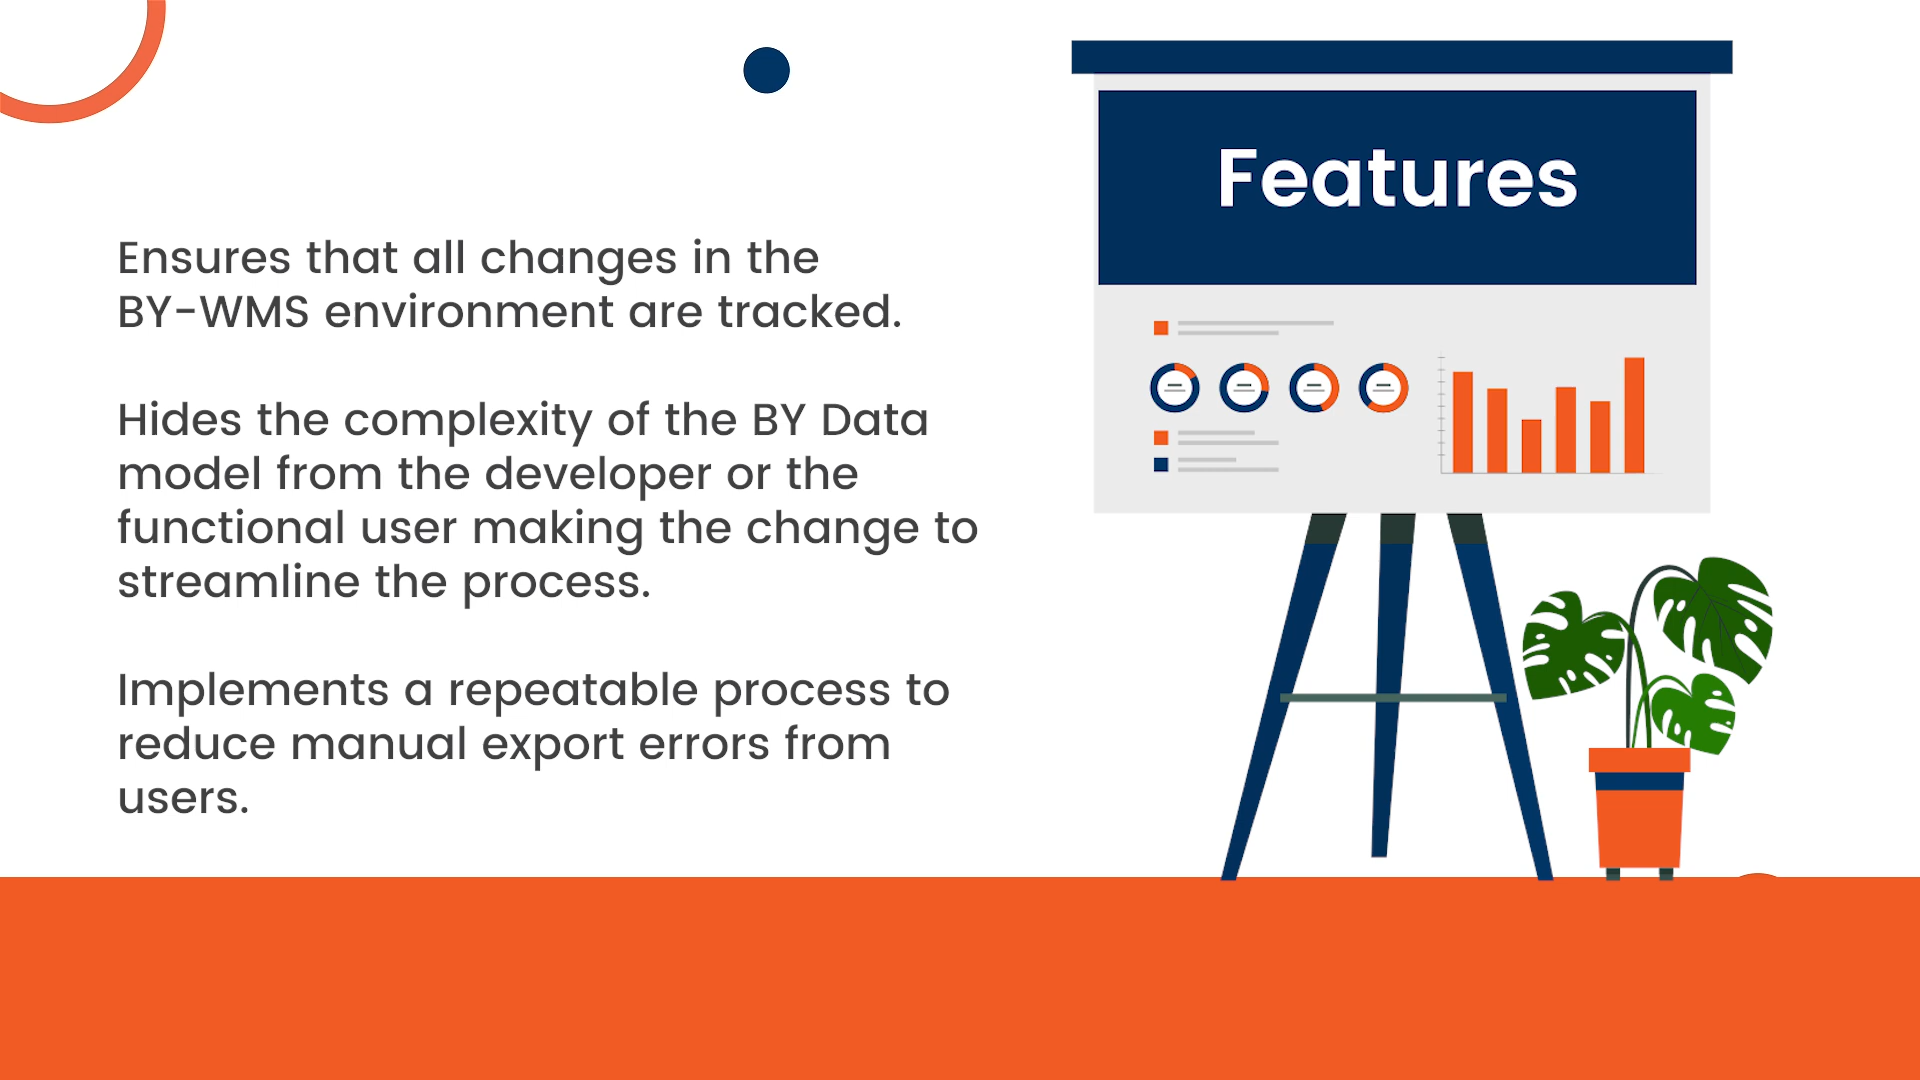 Features
Ensures that all changes in the
BY-WMS environment are tracked.
Hides the complexity of the BY Data
model from the developer or the
functional user making the change to
streamline the process.
Implements a repeatable process to
reduce manual export errors from
users.